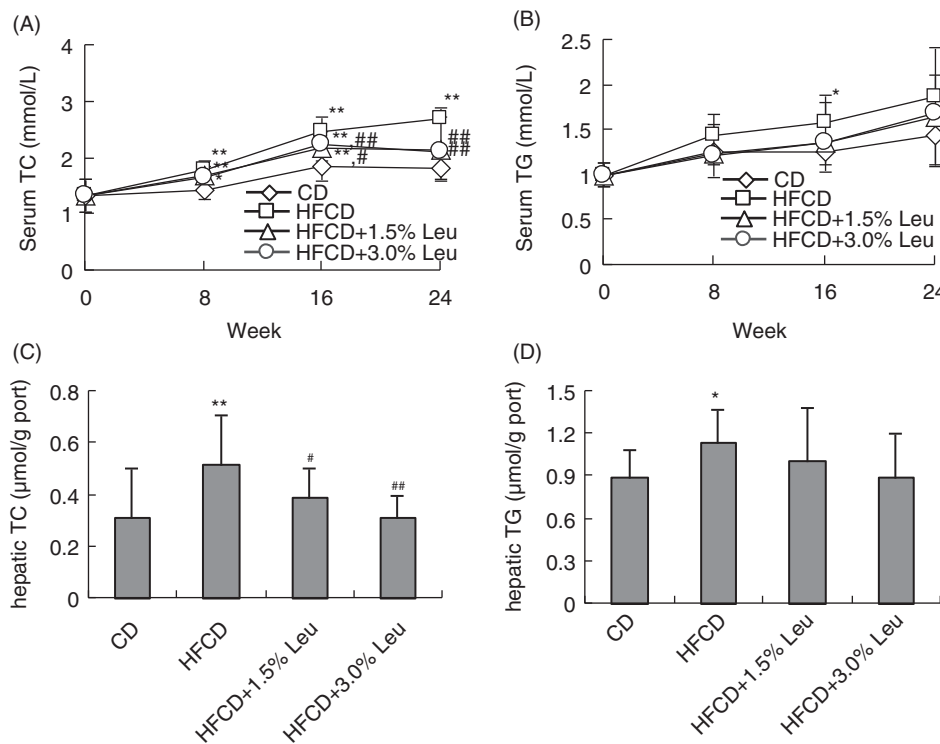 (A)
Serum TC (mmol/L)
4
3
2
1
0
**
**
*
**
**,##
**,#
**
##
##
CD
HFCD
HFCD+1.5% Leu
HFCD+3.0% Leu
0 8 16 24
Week
(B)
Serum TG (mmol/L)
2.5
2
1.5
1
0.5
0
*
CD
HFCD
HFCD+1.5% Leu
HFCD+3.0% Leu
0 8 16 24
Week
(C)
hepatic TC (μmol/g port)
0.8
0.6
0.4
0.2
0
**
#
##
CD
HFCD
HFCD+1.5% Leu
HFCD+3.0% Leu
(D)
hepatic TG (μmol/g port)
1.5
1.2
0.9
0.6
0.3
0
*
CD
HFCD
HFCD+1.5% Leu
HFCD+3.0% Leu